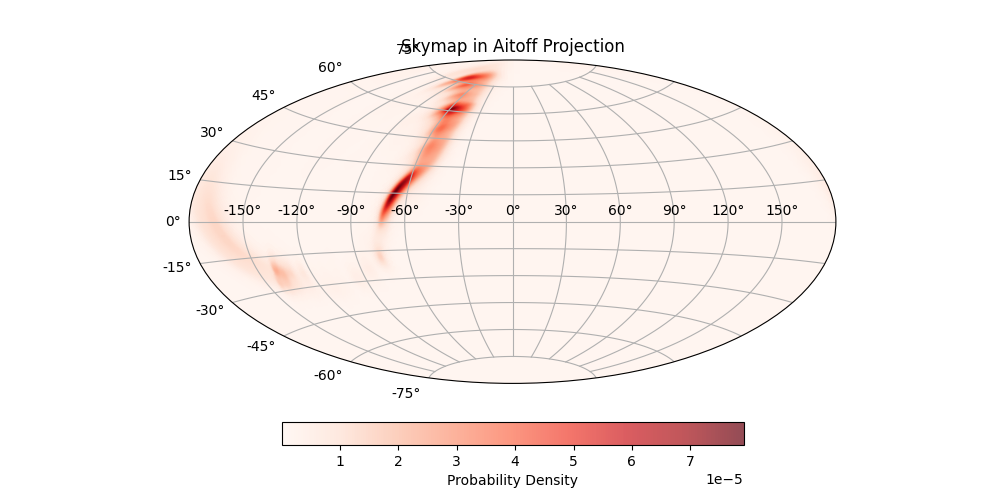 75°
Skymap in Aitoff Projection
60°
45°
30°
15°
-150° -120° -90° -60° -30° 0° 30° 60° 90° 120° 150°
0°
-15°
-30°
-45°
-60°
-75°
1 2 3 4 5 6 7
1e−5
Probability Density